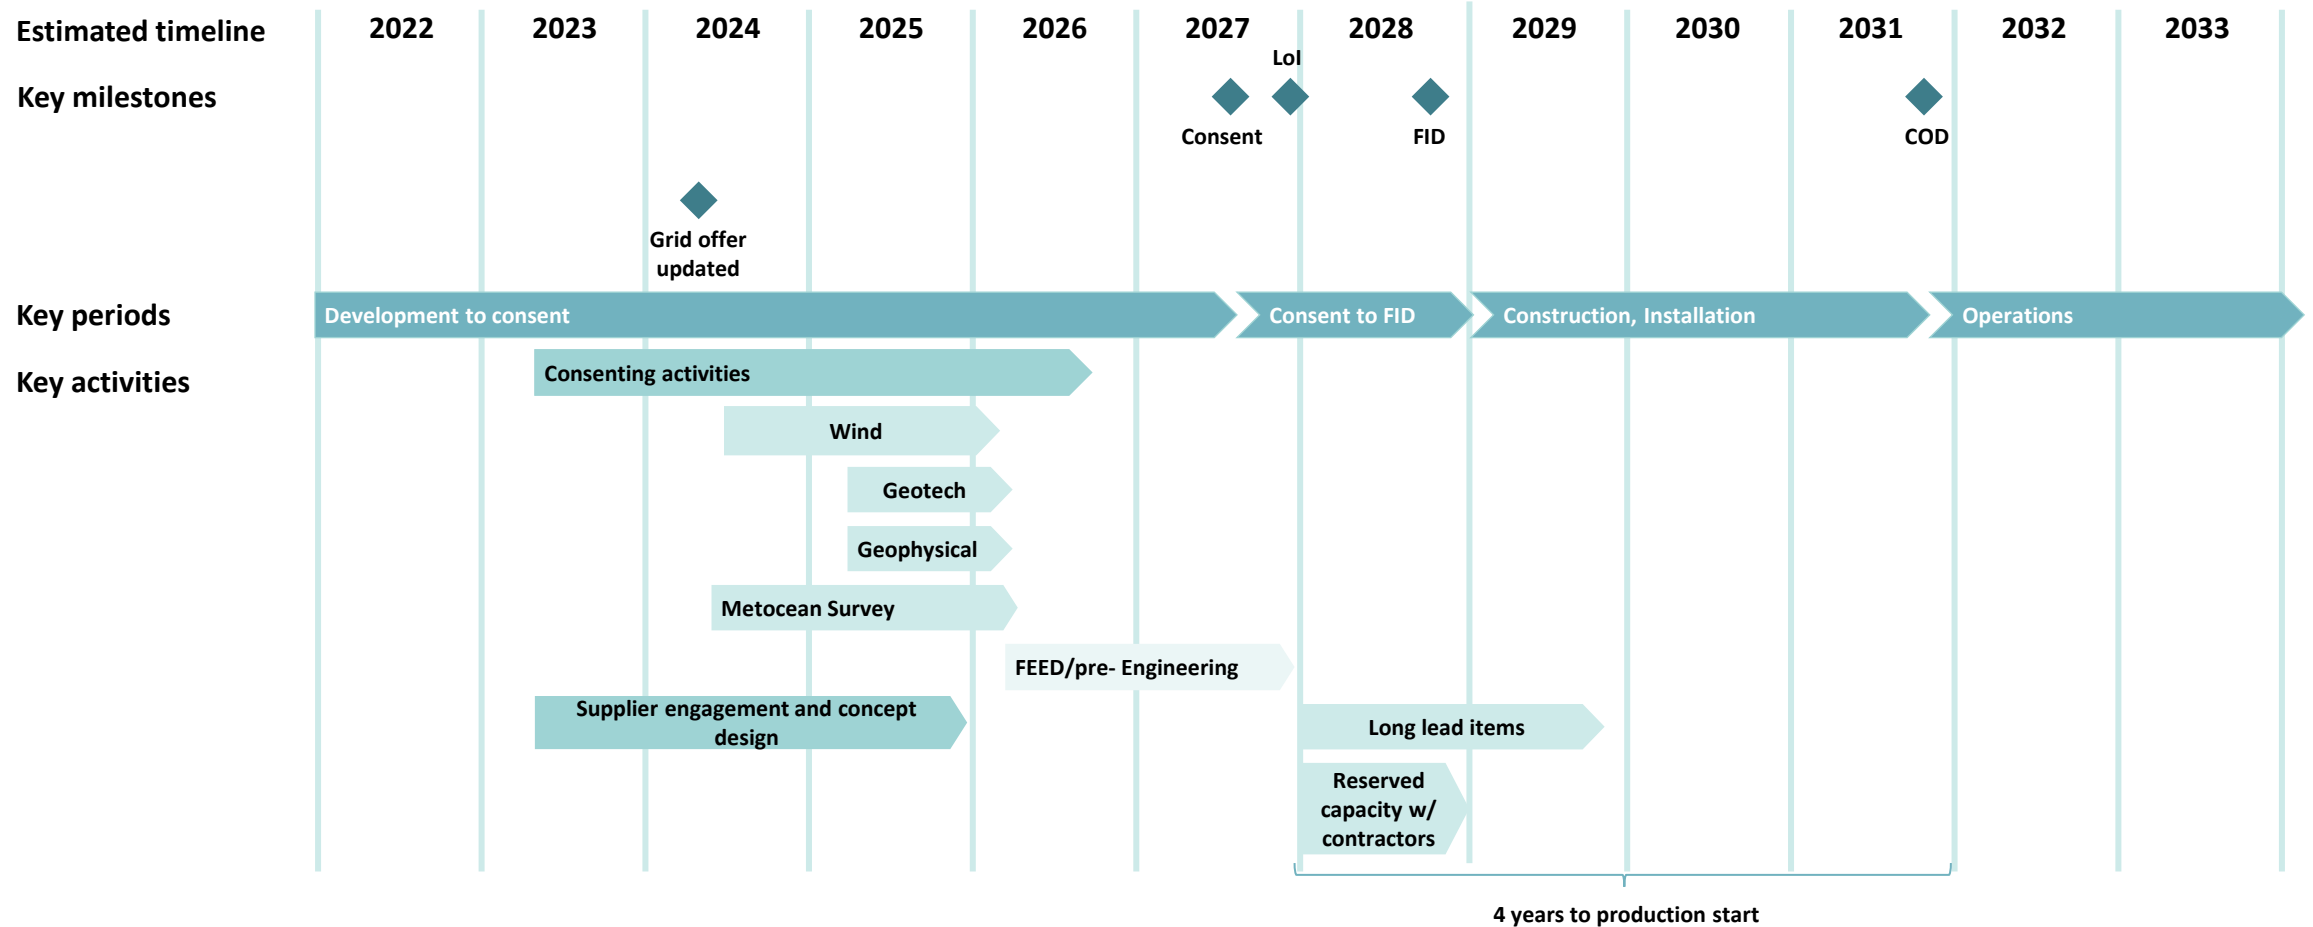 Estimated timeline
2022
2023
2024
2025
2026
2027
2028
2029
2030
2031
2032
2033
Key milestones
LoI
Consent
FID
COD
Grid offer
updated
Key periods
Development to consent
Consent to FID
Construction, Installation
Operations
Key activities
Consenting activities
Wind
Geotech
Geophysical
Metocean Survey
FEED/pre- Engineering
Supplier engagement and concept
design
Long lead items
Reserved
capacity w/
contractors
4 years to production start